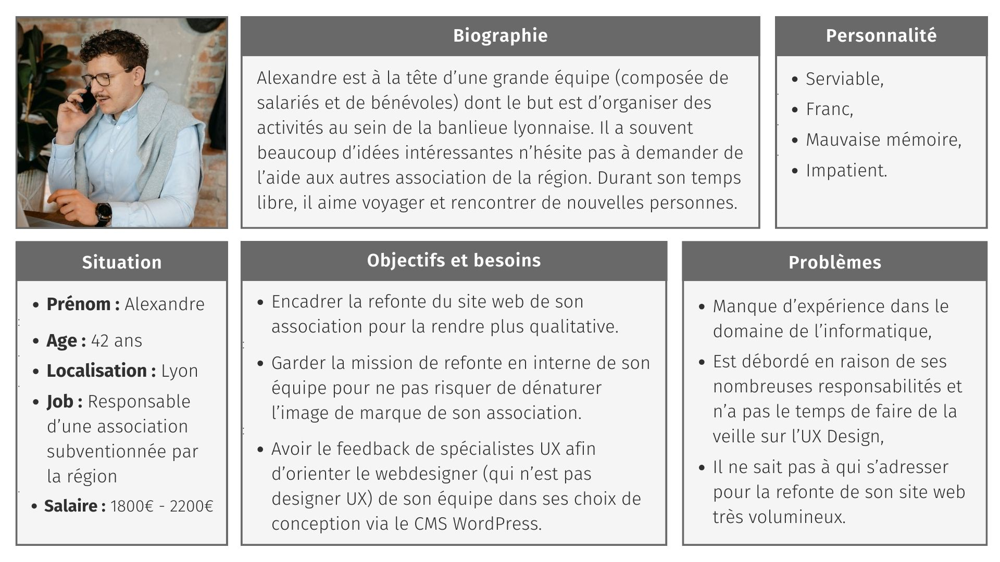 Biographie
Alexandre est à la tête d’une grande équipe (composée de
salariés et de bénévoles) dont le but est d’organiser des
activités au sein de la banlieue lyonnaise. Il a souvent
beaucoup d’idées intéressantes n’hésite pas à demander de
l’aide aux autres association de la région. Durant son temps
libre, il aime voyager et rencontrer de nouvelles personnes.
Personnalité
• Serviable,
• Franc,
• Mauvaise mémoire,
• Impatient.
Situation
• Prénom : Alexandre
• Age : 42 ans
• Localisation : Lyon
• Job : Responsable
d’une association
subventionnée par
la région
• Salaire : 1800€ - 2200€
Objectifs et besoins
• Encadrer la refonte du site web de son
association pour la rendre plus qualitative.
• Garder la mission de refonte en interne de son
équipe pour ne pas risquer de dénaturer
l’image de marque de son association.
• Avoir le feedback de spécialistes UX afin
d’orienter le webdesigner (qui n’est pas
designer UX) de son équipe dans ses choix de
conception via le CMS WordPress.
Problèmes
• Manque d’expérience dans le
domaine de l’informatique,
• Est débordé en raison de ses
nombreuses responsabilités et
n’a pas le temps de faire de la
veille sur l’UX Design,
• Il ne sait pas à qui s’adresser
pour la refonte de son site web
très volumineux.